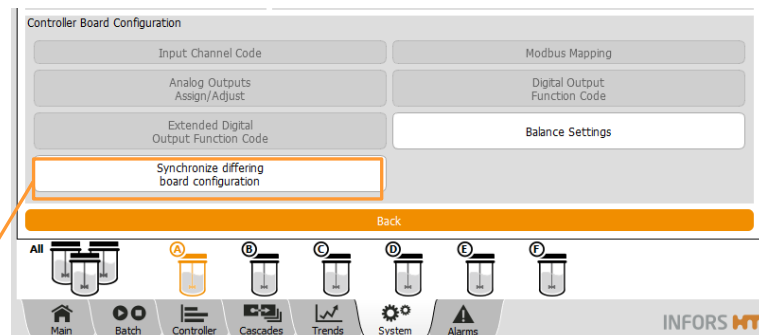 Controller Board Configuration
Input Channel Code
Modbus Mapping
Analog Outputs
Assign/Adjust
Digital Output
Function Code
Extended Digital
Output Function Code
Balance Settings
Synchronize differing
board configuration
Back
All
A
B
C
D
E
F
Main
Batch
Controller
Cascades
Trends
System
Alarms
INFORS HT